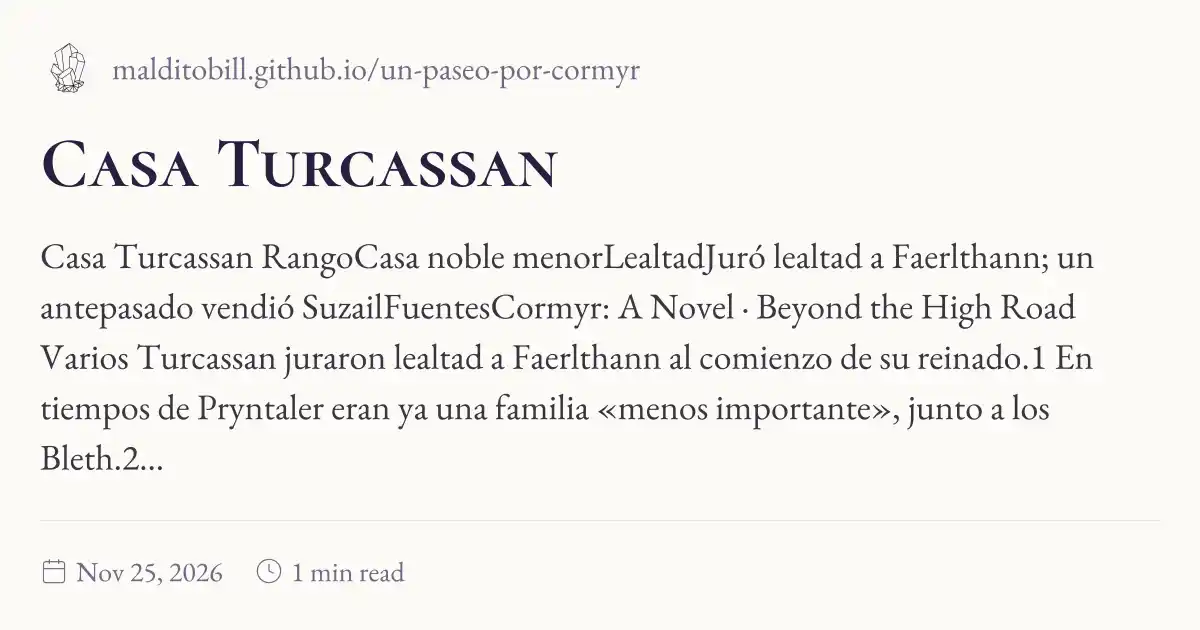 malditobill.github.io/un-paseo-por-cormyr
Casa Turcassan
Casa Turcassan RangoCasa noble menorLealtadJuró lealtad a Faerlthann; un
antepasado vendió SuzailFuentesCormyr: A Novel · Beyond the High Road
Varios Turcassan juraron lealtad a Faerlthann al comienzo de su reinado.1 En
tiempos de Pryntaler eran ya una familia «menos importante», junto a los
Bleth.2...
Nov 25, 2026 1 min read